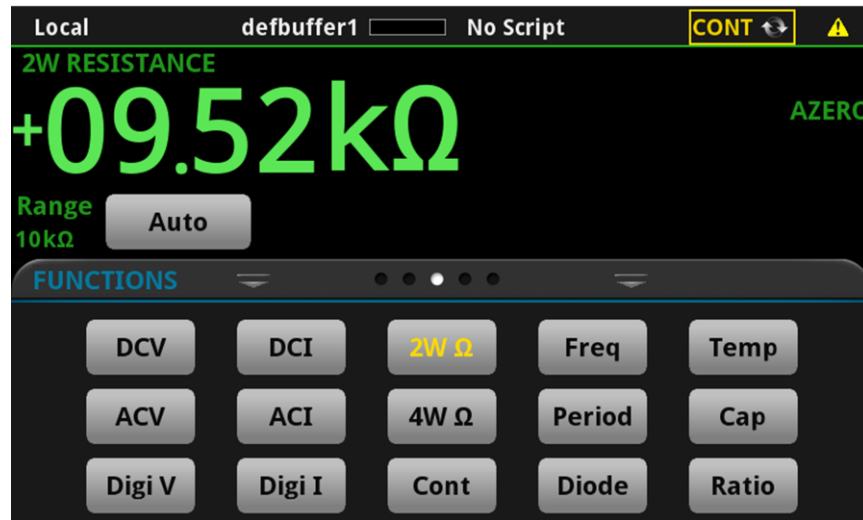 Local defbuffer1 No Script CONT
2W RESISTANCE
+09.52kΩ
AZERO
Range
10kΩ
Auto
FUNCTIONS
DCV DCI 2W Ω Freq Temp
ACV ACI 4W Ω Period Cap
Digi V Digi I Cont Diode Ratio